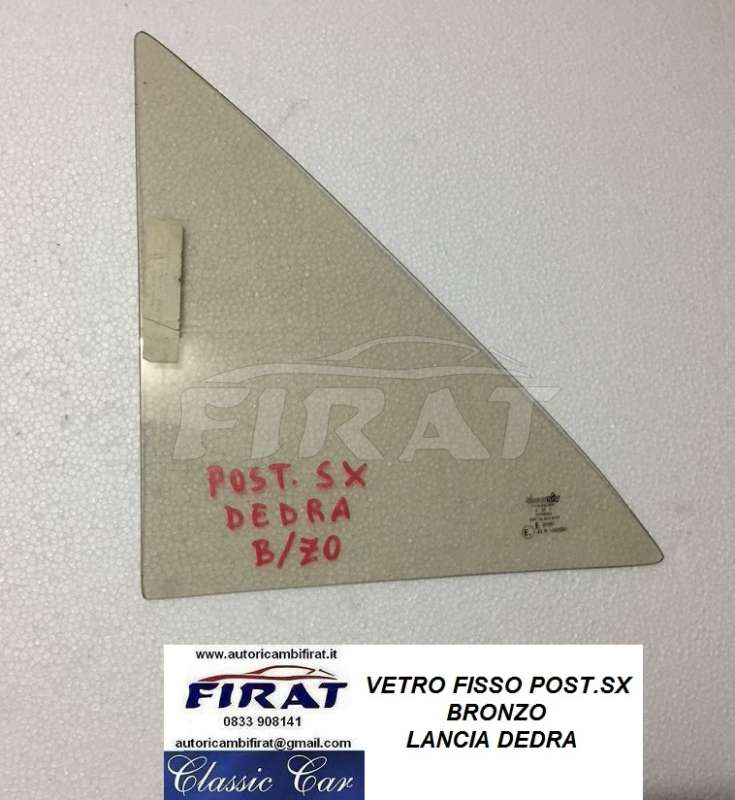 FIRAT
POST. SX
DEDRA
B/ZO
www.autoricambifirat.it
FIRAT
0833 908141
autoricambifirat@gmail.com
Classic Car
VETRO FISSO POST.SX
BRONZO
LANCIA DEDRA